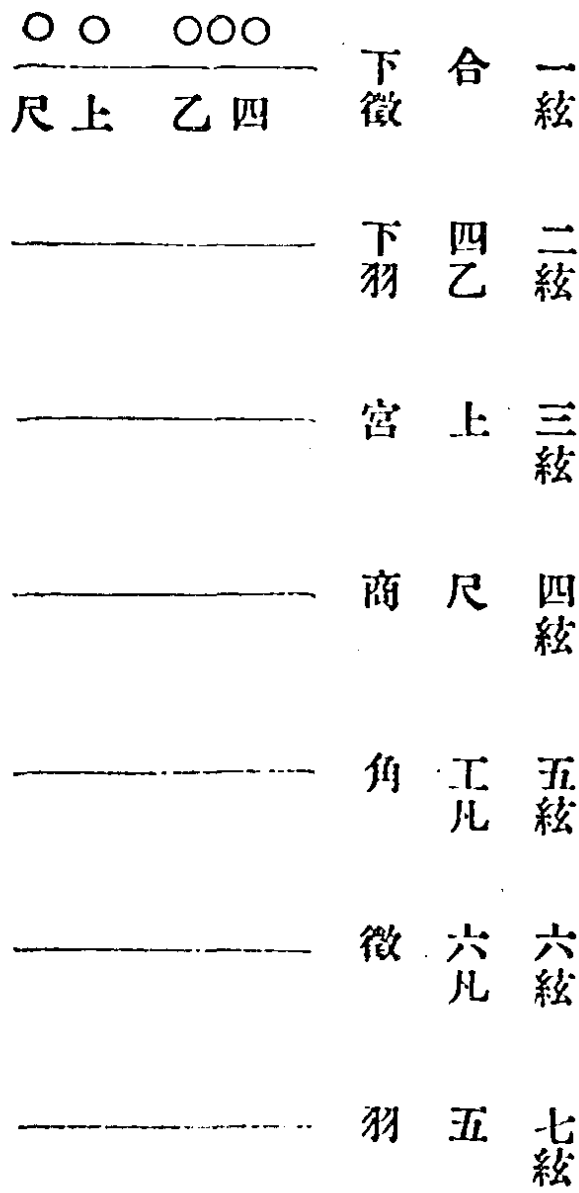 一絃 合 下徵 四 乙 上 尺
二絃 四乙 下羽
三絃 上 宮
四絃 尺 商
五絃 工凡 角
六絃 六凡 徵
七絃 五 羽